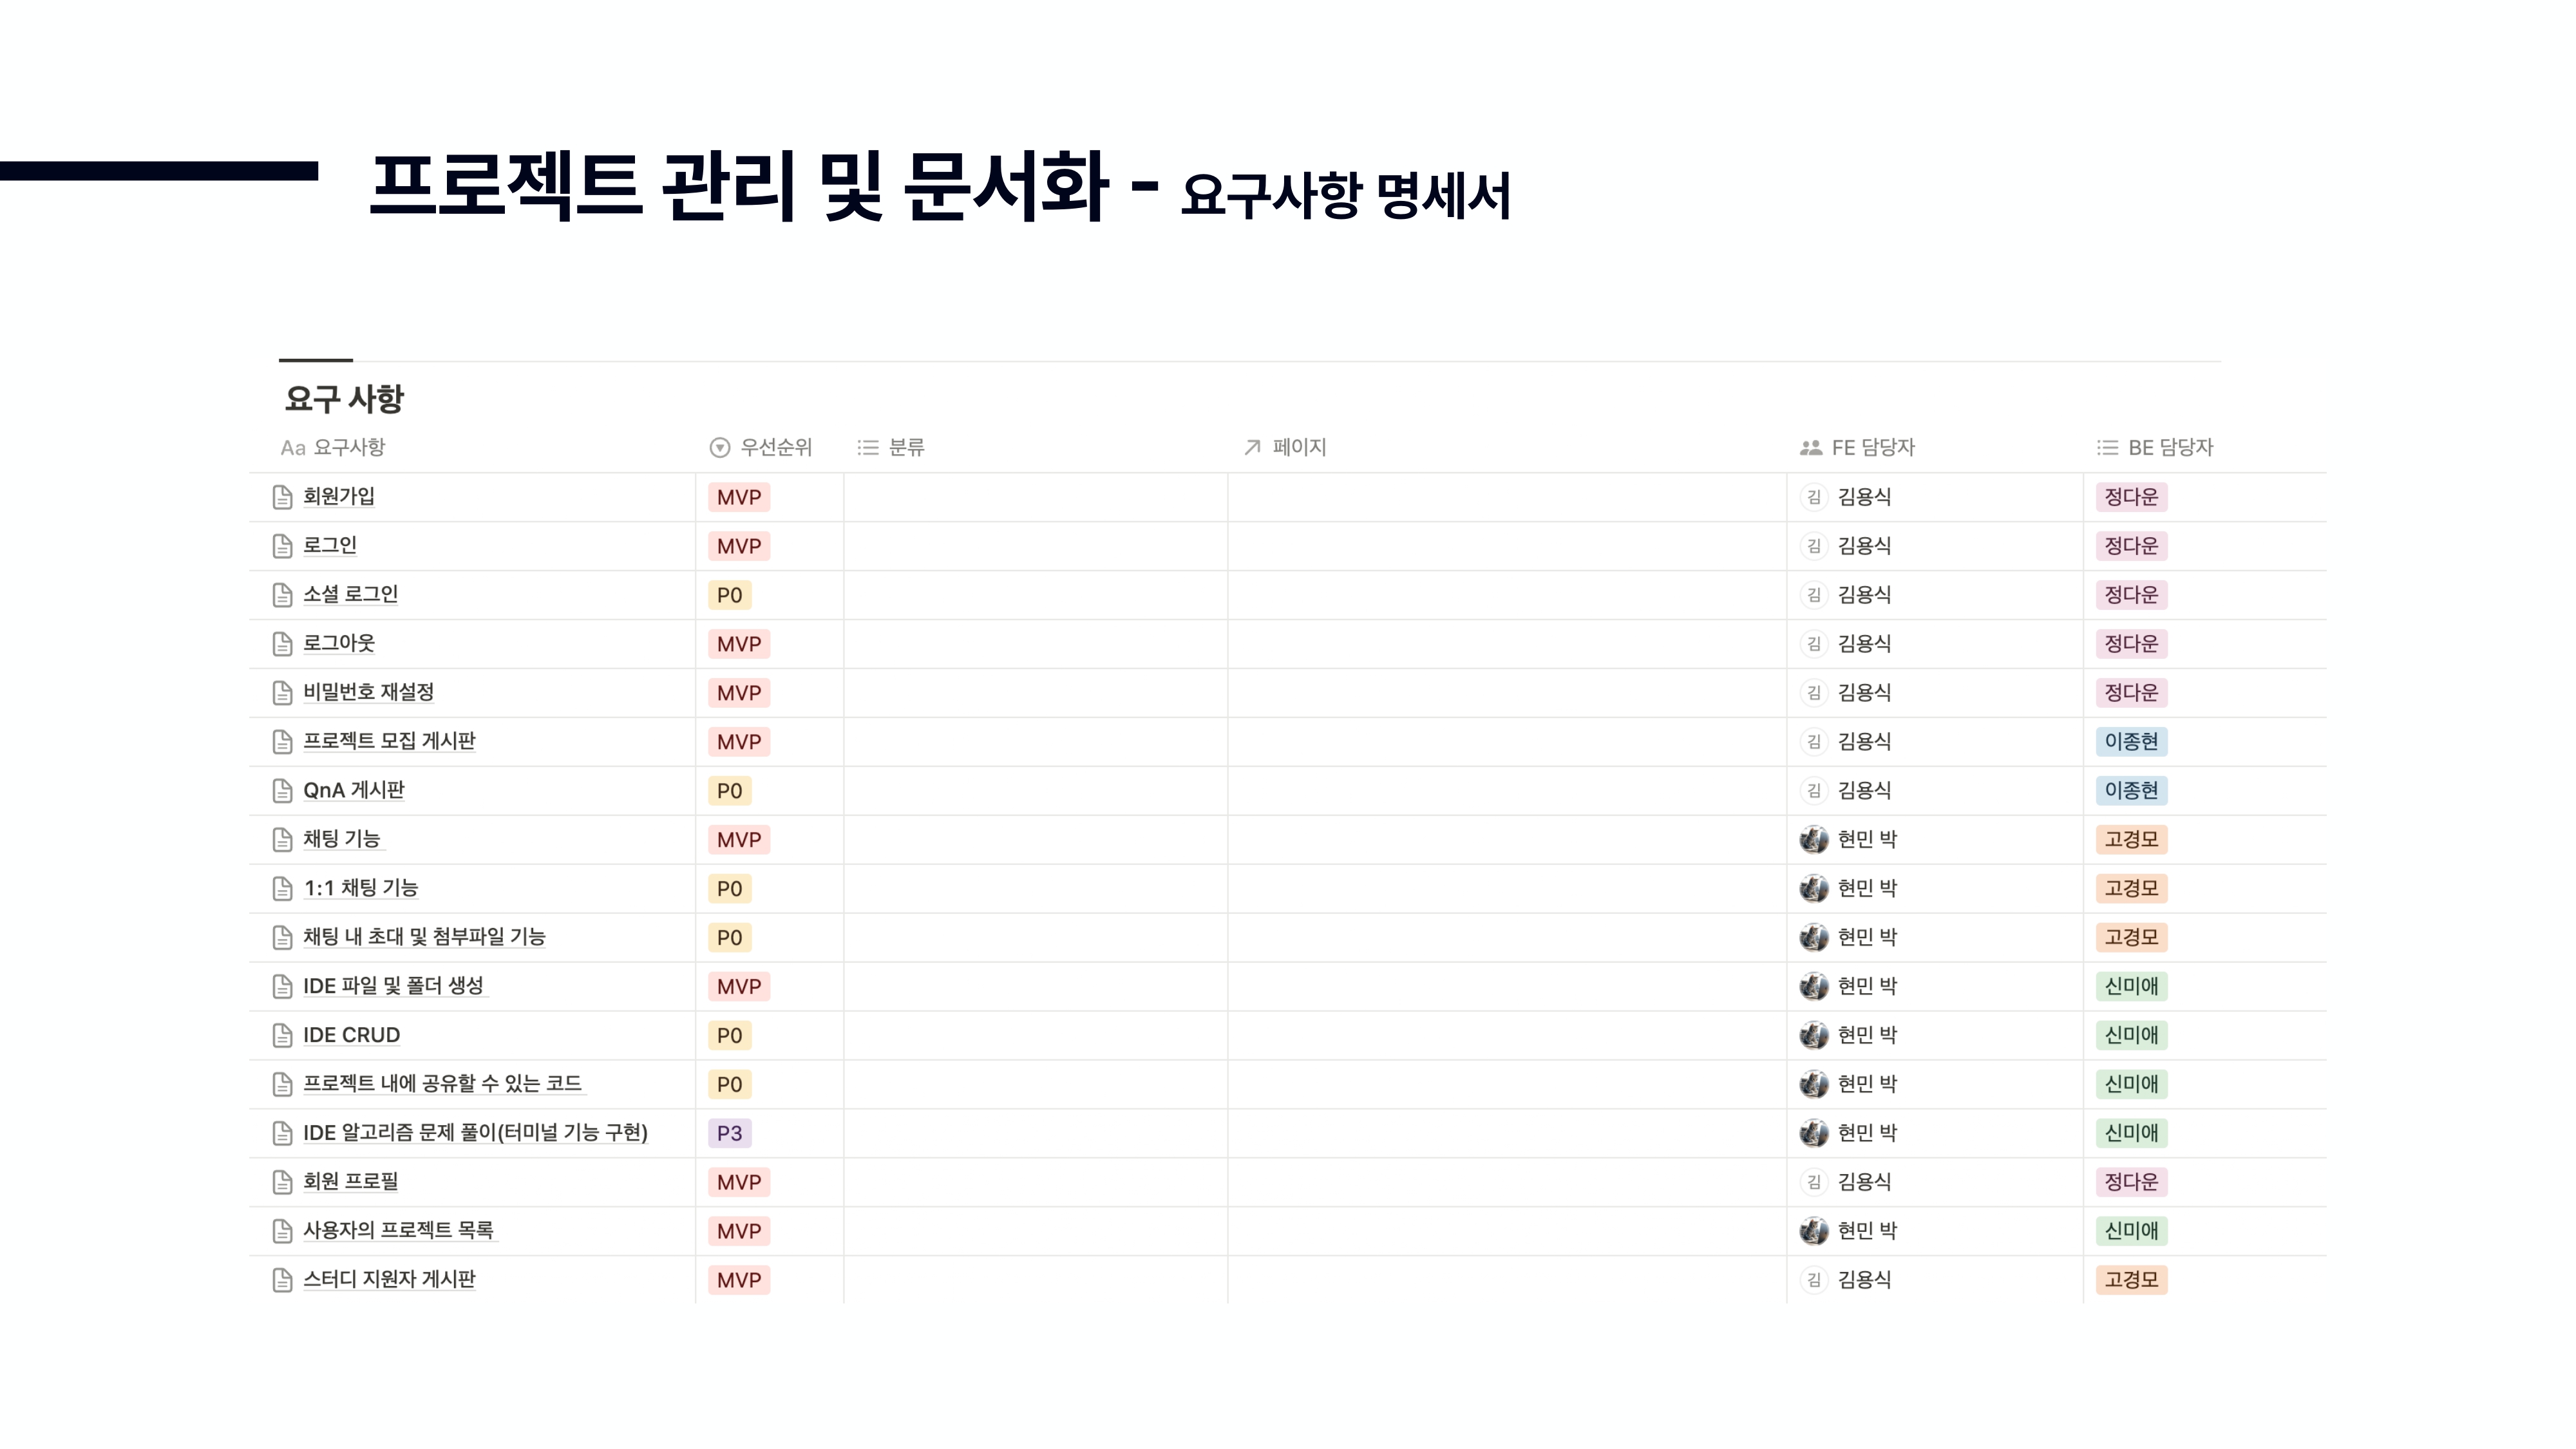 프로젝트 관리 및 문서화 - 요구사항 명세서
요구 사항
Aa 요구사항 우선순위 분류 페이지 FE 담당자 BE 담당자
회원가입 MVP 김 김용식 정다운
로그인 MVP 김 김용식 정다운
소셜 로그인 P0 김 김용식 정다운
로그아웃 MVP 김 김용식 정다운
비밀번호 재설정 MVP 김 김용식 정다운
프로젝트 모집 게시판 MVP 김 김용식 이종현
QnA 게시판 P0 김 김용식 이종현
채팅 기능 MVP 현민 박 고경모
1:1 채팅 기능 P0 현민 박 고경모
채팅 내 초대 및 첨부파일 기능 P0 현민 박 고경모
IDE 파일 및 폴더 생성 MVP 현민 박 신미애
IDE CRUD P0 현민 박 신미애
프로젝트 내에 공유할 수 있는 코드 P0 현민 박 신미애
IDE 알고리즘 문제 풀이(터미널 기능 구현) P3 현민 박 신미애
회원 프로필 MVP 김 김용식 정다운
사용자의 프로젝트 목록 MVP 현민 박 신미애
스터디 지원자 게시판 MVP 김 김용식 고경모